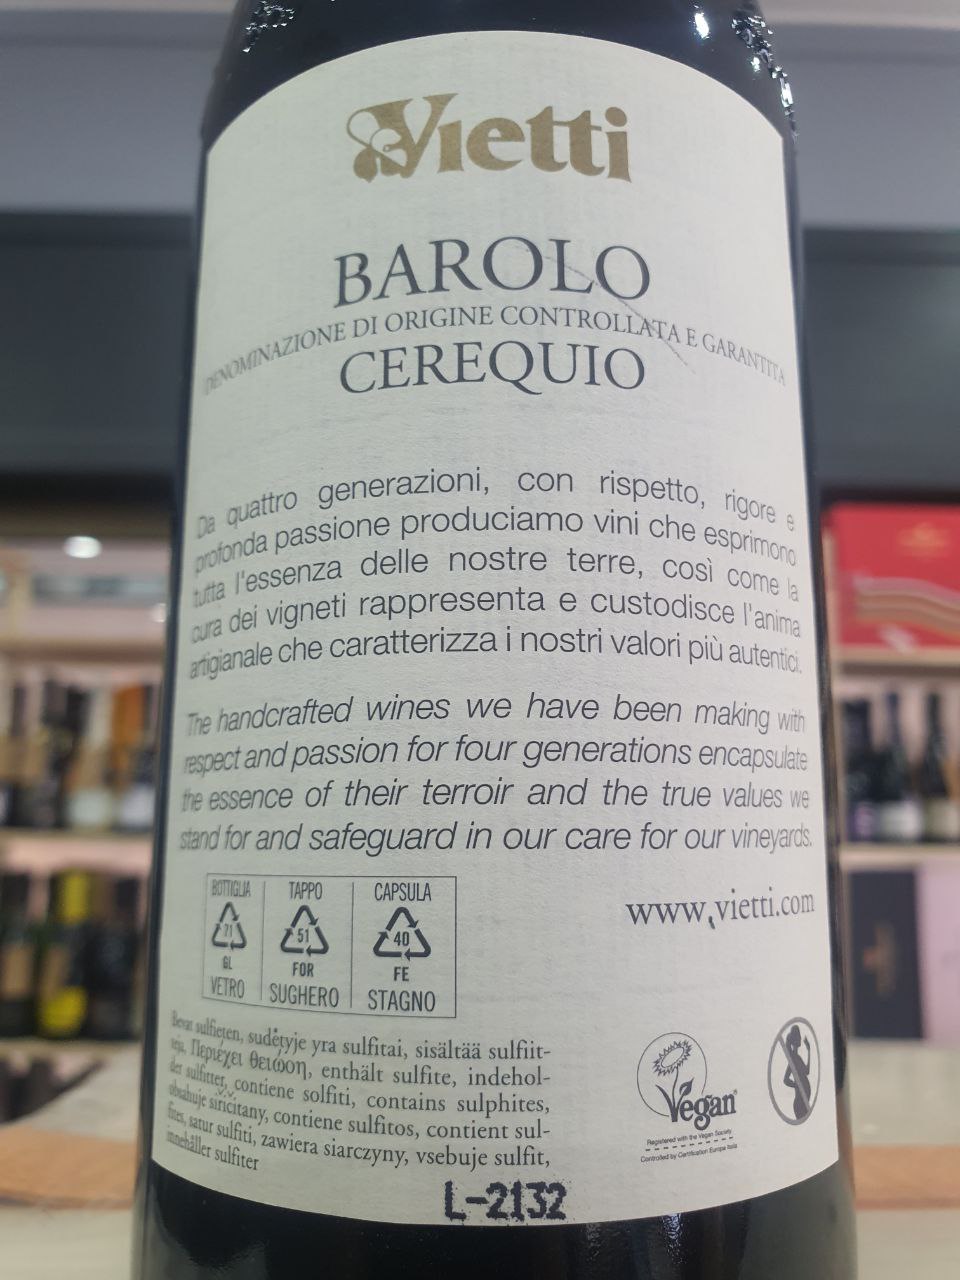 Vietti
BAROLO
DENOMINAZIONE DI ORIGINE CONTROLLATA E GARANTITA
CEREQUIO
Da quattro generazioni, con rispetto, rigore e
profonda passione produciamo vini che esprimono
tutta l'essenza delle nostre terre, così come la
cura dei vigneti rappresenta e custodisce l'anima
artigianale che caratterizza i nostri valori più autentici.
The handcrafted wines we have been making with
respect and passion for four generations encapsulate
the essence of their terroir and the true values we
stand for and safeguard in our care for our vineyards.
BOTTIGLIA TAPPO CAPSULA
71 51 40
GL FOR FE
VETRO SUGHERO STAGNO
www.vietti.com
Bevat sulfieten, sudėtyje yra sulfitai, sisältää sulfiit-
teja, Περιέχει θειώδη, enthält sulfite, indehol-
der sulfitter, contiene solfiti, contains sulphites,
obsahuje siřičitany, contiene sulfitos, contient sul-
fites, satur sulfiti, zawiera siarczyny, vsebuje sulfit,
innehåller sulfiter
Vegan
Registered with the Vegan Society
Controlled by Certification Europe Italia
L-2132